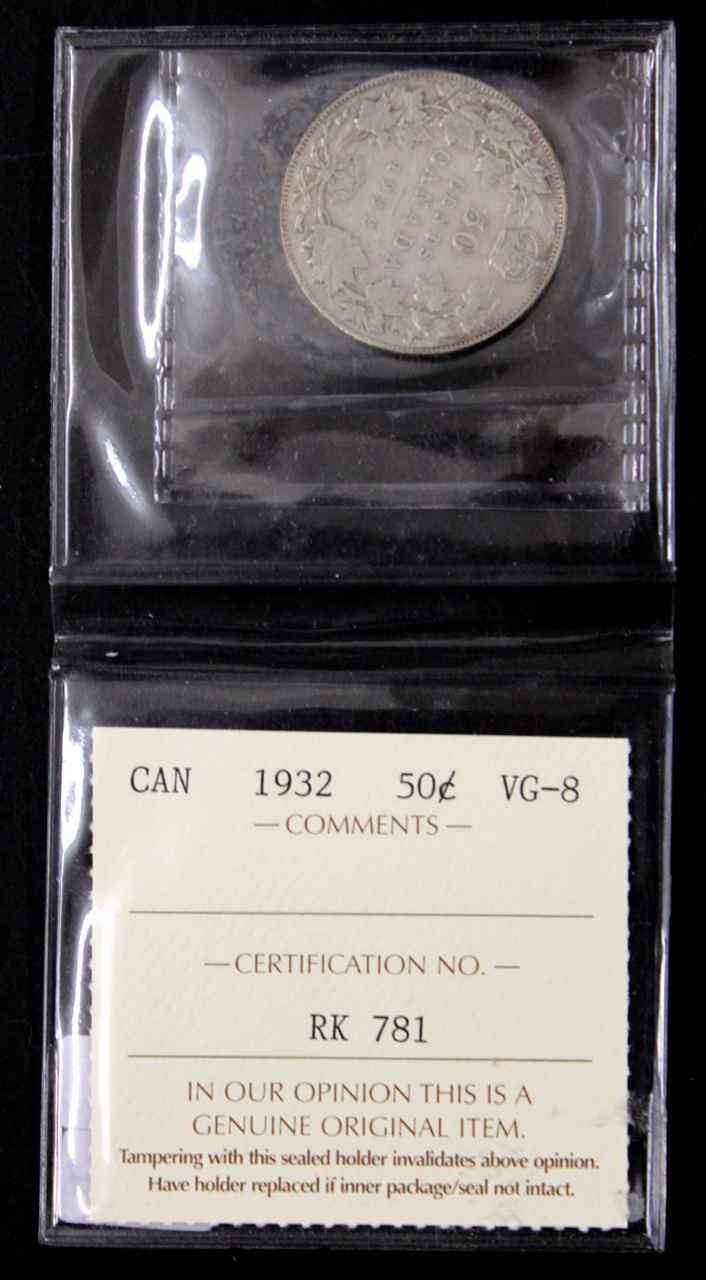 50
CENTS
CANADA
CAN 1932 50¢ VG-8
— COMMENTS —
— CERTIFICATION NO. —
RK 781
IN OUR OPINION THIS IS A
GENUINE ORIGINAL ITEM.
Tampering with this sealed holder invalidates above opinion.
Have holder replaced if inner package/seal not intact.